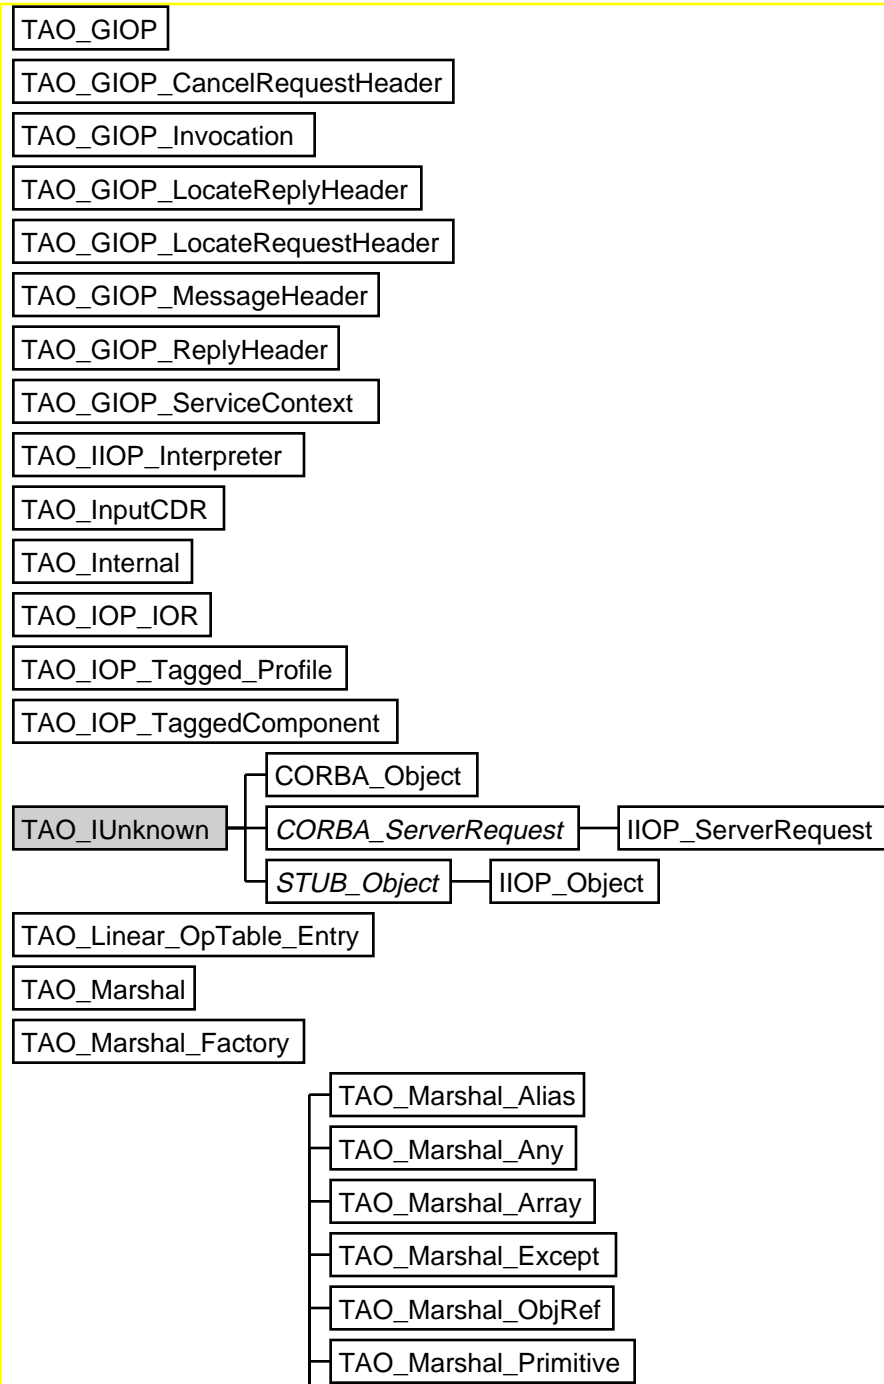 TAO_GIOP
TAO_GIOP_CancelRequestHeader
TAO_GIOP_Invocation
TAO_GIOP_LocateReplyHeader
TAO_GIOP_LocateRequestHeader
TAO_GIOP_MessageHeader
TAO_GIOP_ReplyHeader
TAO_GIOP_ServiceContext
TAO_IIOP_Interpreter
TAO_InputCDR
TAO_Internal
TAO_IOP_IOR
TAO_IOP_Tagged_Profile
TAO_IOP_TaggedComponent
CORBA_Object
TAO_IUnknown CORBA_ServerRequest IIOP_ServerRequest
STUB_Object IIOP_Object
TAO_Linear_OpTable_Entry
TAO_Marshal
TAO_Marshal_Factory
TAO_Marshal_Alias
TAO_Marshal_Any
TAO_Marshal_Array
TAO_Marshal_Except
TAO_Marshal_ObjRef
TAO_Marshal_Primitive